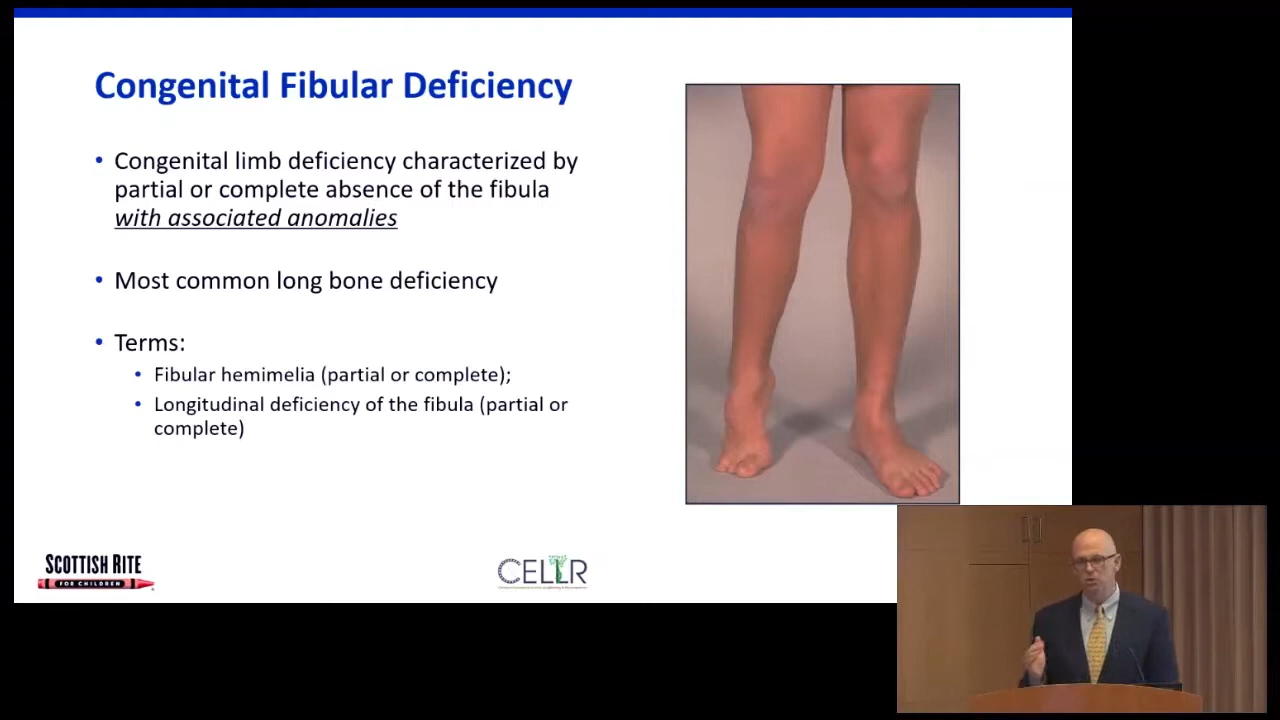 Congenital Fibular Deficiency
• Congenital limb deficiency characterized by
partial or complete absence of the fibula
with associated anomalies
• Most common long bone deficiency
• Terms:
• Fibular hemimelia (partial or complete);
• Longitudinal deficiency of the fibula (partial or
complete)
SCOTTISH RITE
FOR CHILDREN
CELLR